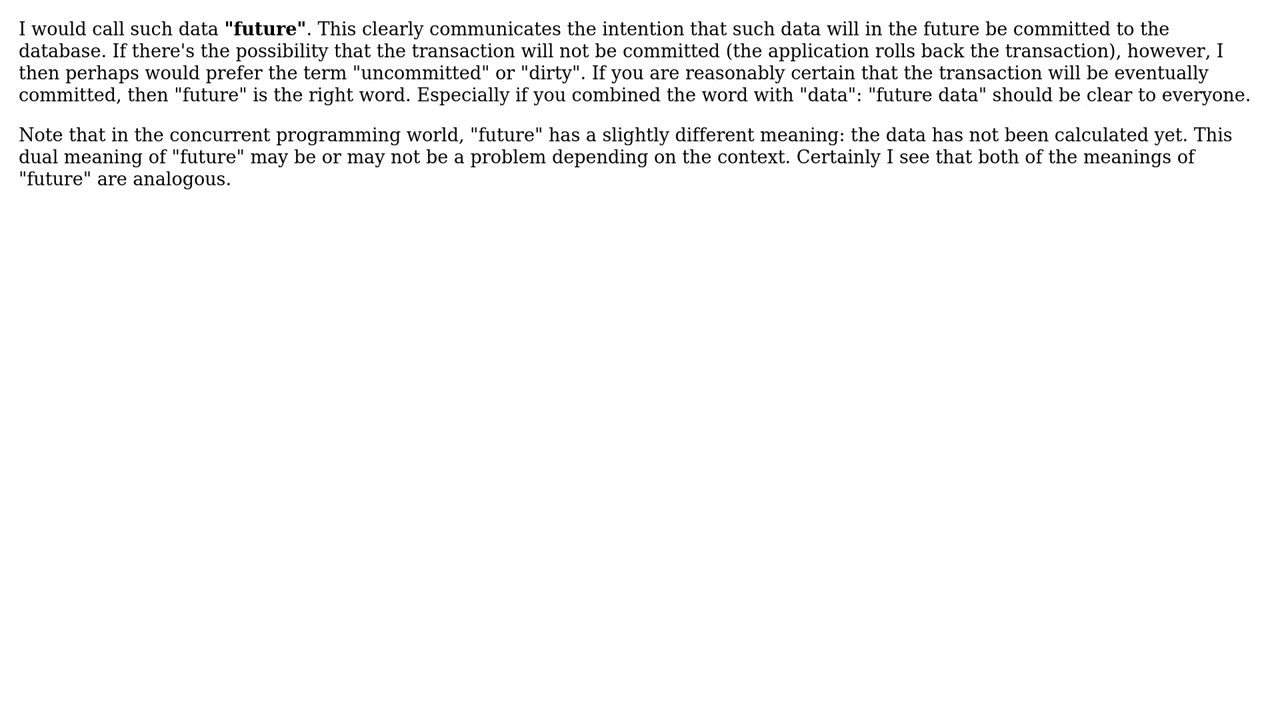 I would call such data "future". This clearly communicates the intention that such data will in the future be committed to the
database. If there's the possibility that the transaction will not be committed (the application rolls back the transaction), however, I
then perhaps would prefer the term "uncommitted" or "dirty". If you are reasonably certain that the transaction will be eventually
committed, then "future" is the right word. Especially if you combined the word with "data": "future data" should be clear to everyone.
Note that in the concurrent programming world, "future" has a slightly different meaning: the data has not been calculated yet. This
dual meaning of "future" may be or may not be a problem depending on the context. Certainly I see that both of the meanings of
"future" are analogous.